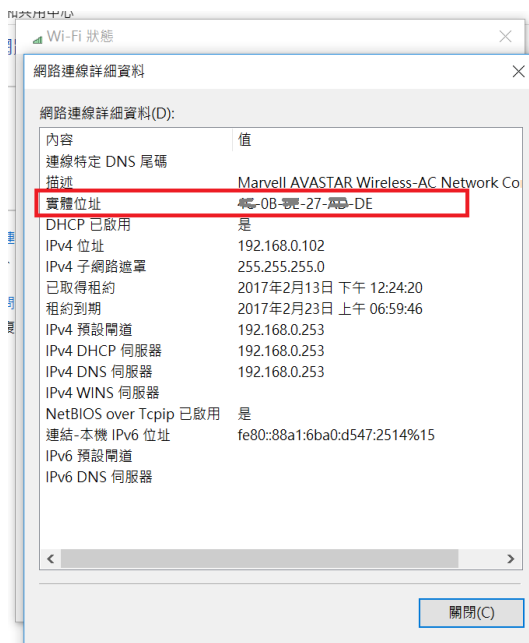 和共用中心
Wi-Fi 狀態
網路連線詳細資料
網路連線詳細資料(D):
內容 值
連線特定 DNS 尾碼
描述 Marvell AVASTAR Wireless-AC Network Co
實體位址 -0B- -27- -DE
DHCP 已啟用 是
IPv4 位址 192.168.0.102
IPv4 子網路遮罩 255.255.255.0
已取得租約 2017年2月13日 下午 12:24:20
租約到期 2017年2月23日 上午 06:59:46
IPv4 預設閘道 192.168.0.253
IPv4 DHCP 伺服器 192.168.0.253
IPv4 DNS 伺服器 192.168.0.253
IPv4 WINS 伺服器
NetBIOS over Tcpip 已啟用 是
連結-本機 IPv6 位址 fe80::88a1:6ba0:d547:2514%15
IPv6 預設閘道
IPv6 DNS 伺服器
關閉(C)